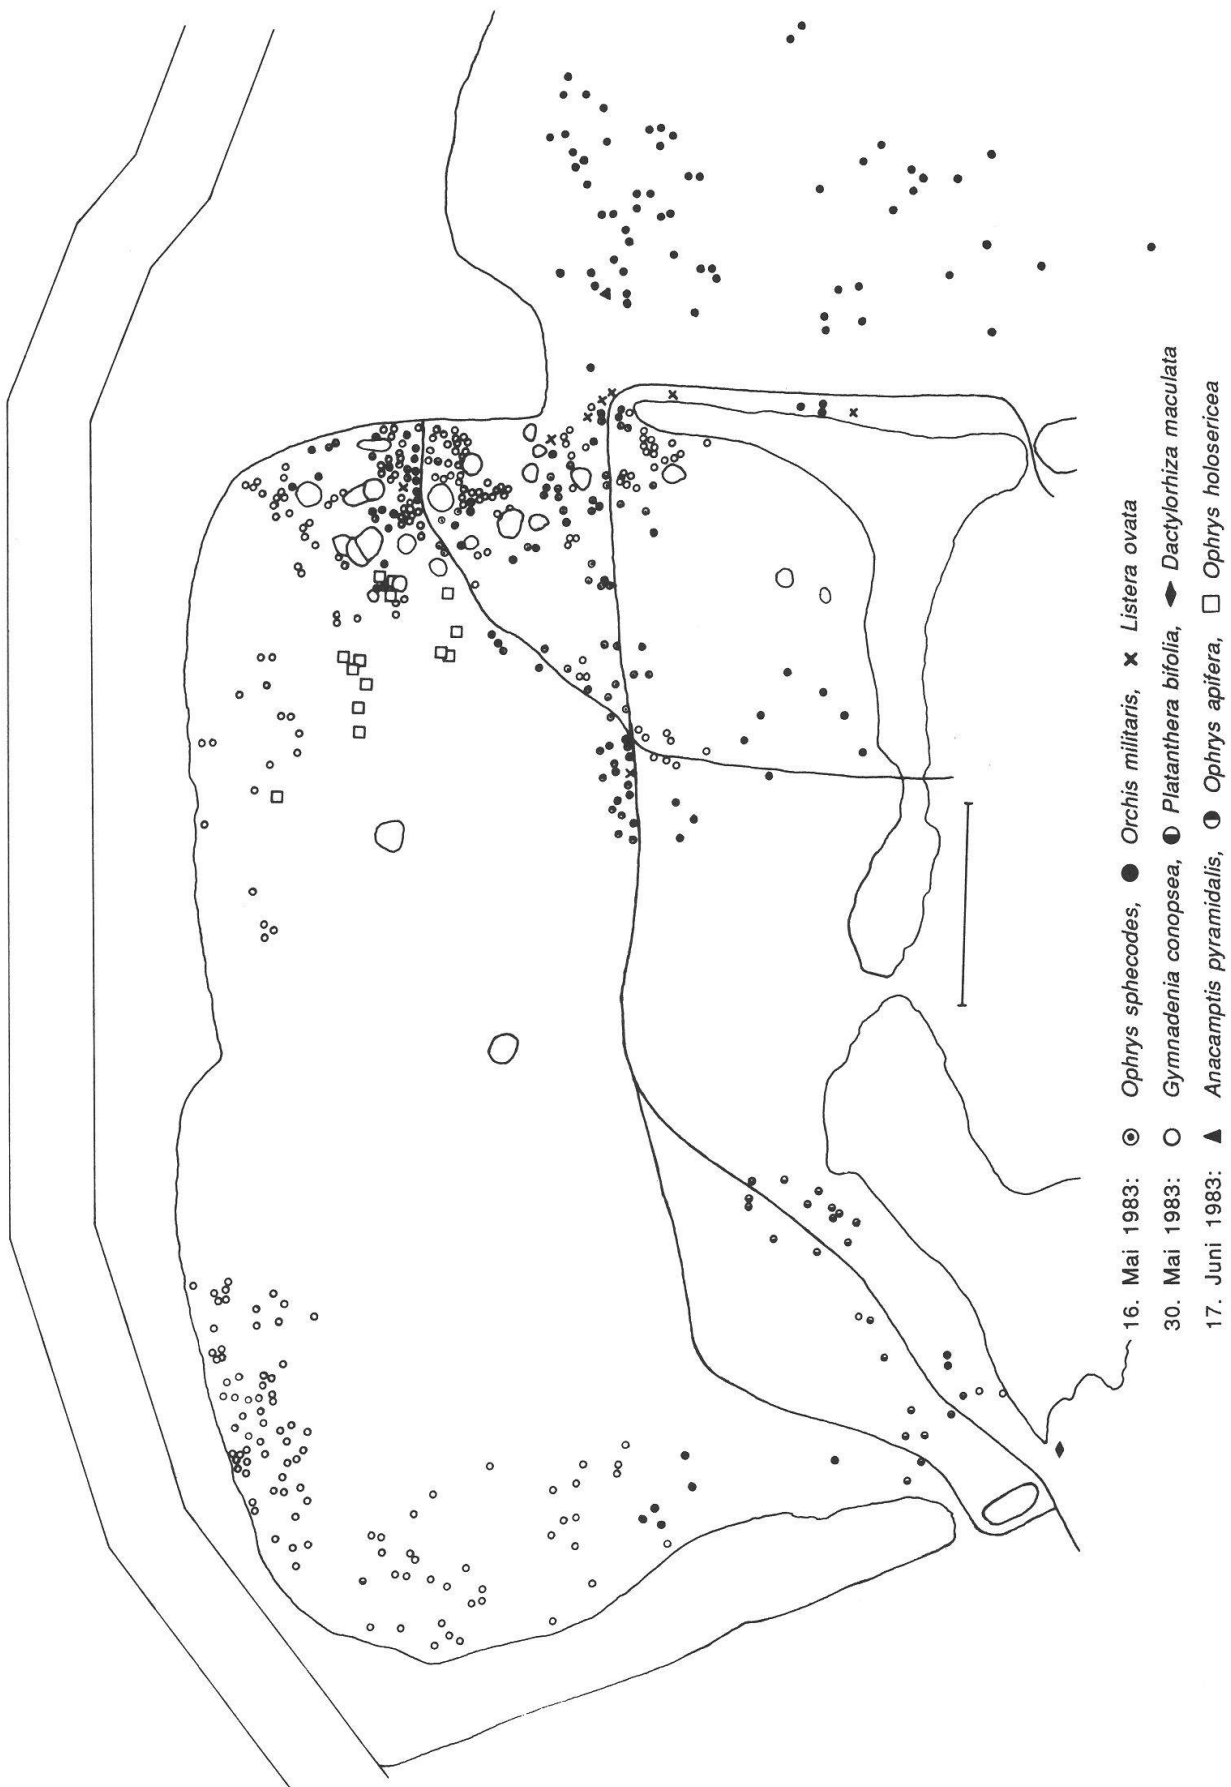 16. Mai 1983: Ophrys sphecodes, Orchis militaris, Listera ovata
30. Mai 1983: Gymnadenia conopsea, Platanthera bifolia, Dactylorhiza maculata
17. Juni 1983: Anacamptis pyramidalis, Ophrys apifera, Ophrys holosericea